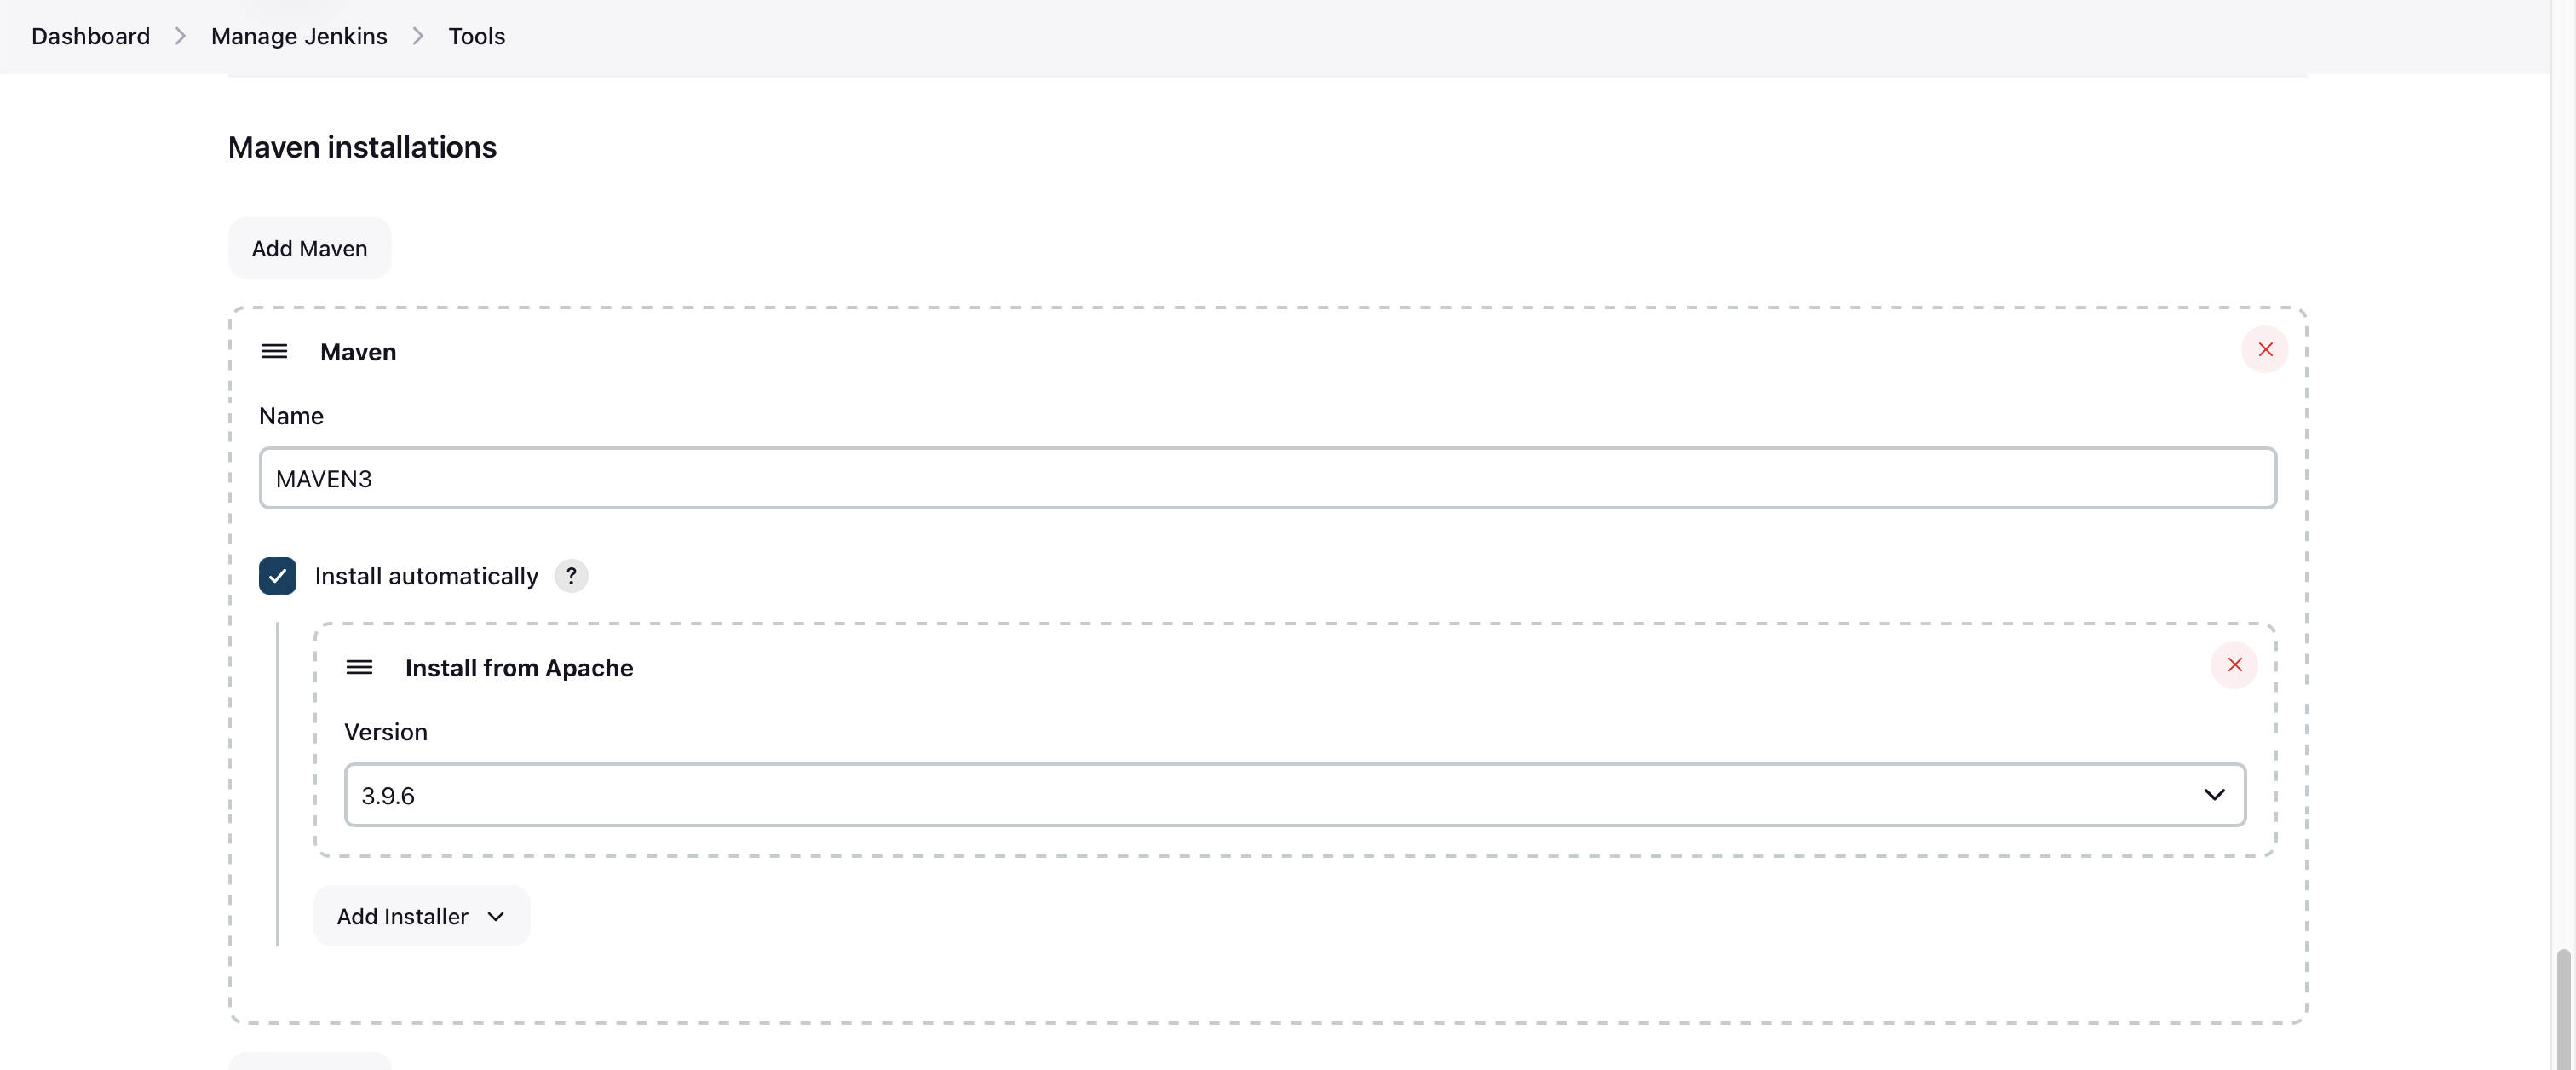 Dashboard > Manage Jenkins > Tools
Maven installations
Add Maven
Maven
Name
MAVEN3
Install automatically ?
Install from Apache
Version
3.9.6
Add Installer